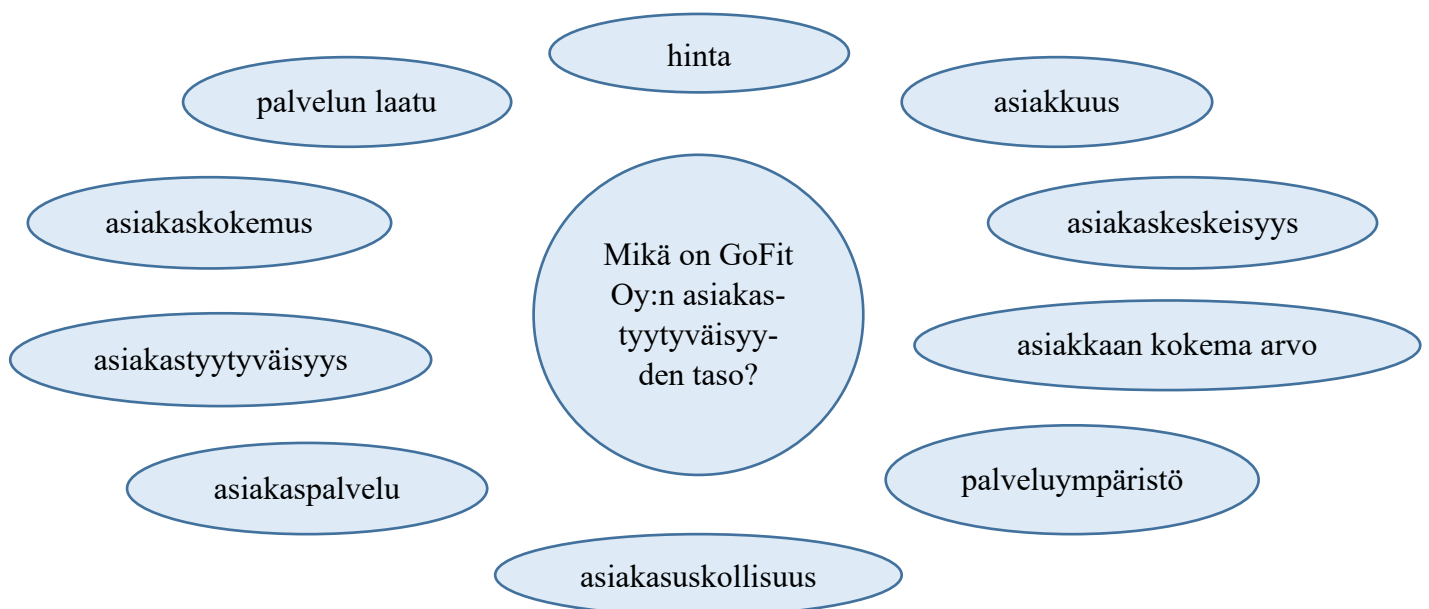 hinta
palvelun laatu
asiakkuus
asiakaskokemus
asiakaskeskeisyys
Mikä on GoFit
Oy:n asiakas-
tyytyväisyy-
den taso?
asiakastyytyväisyys
asiakkaan kokema arvo
asiakaspalvelu
palveluympäristö
asiakasuskollisuus